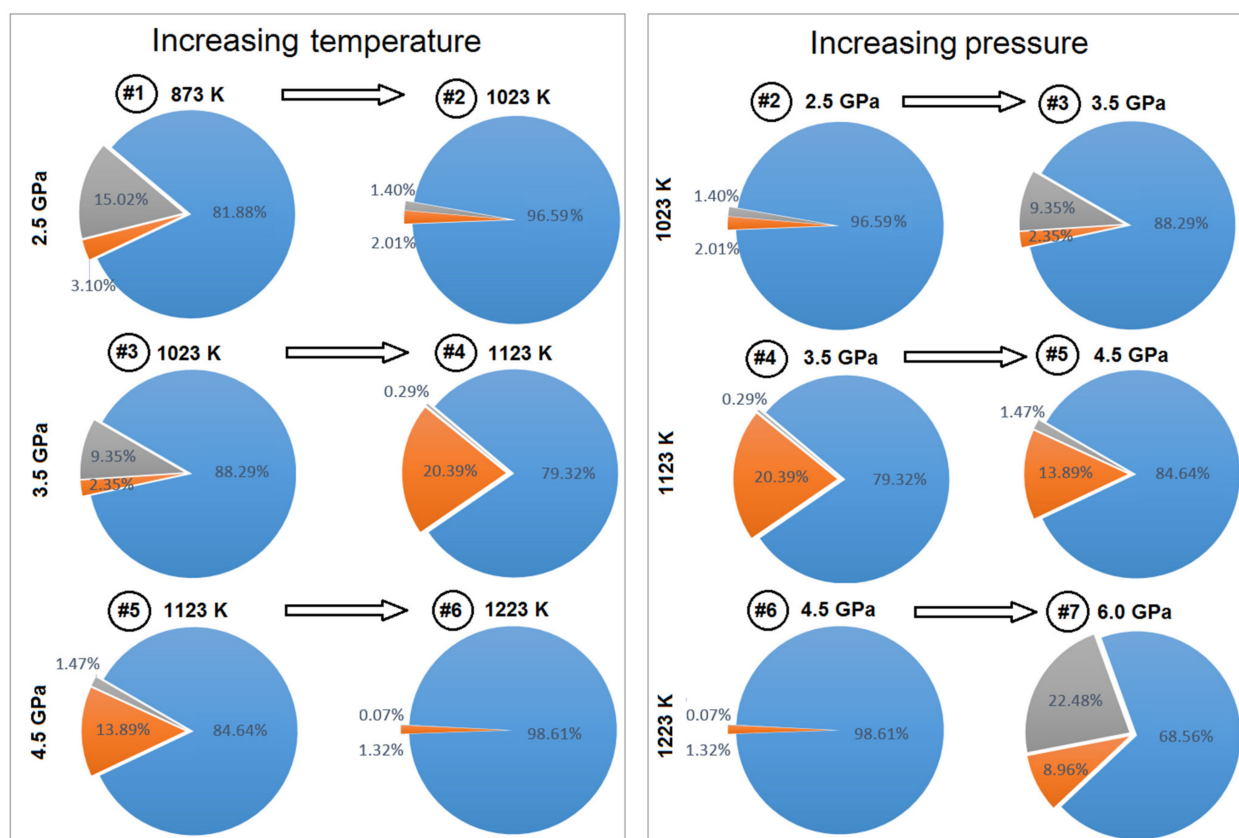 Increasing temperature
#1 873 K
#2 1023 K
2.5 GPa
15.02%
81.88%
3.10%
1.40%
96.59%
2.01%
#3 1023 K
#4 1123 K
3.5 GPa
9.35%
88.29%
2.35%
0.29%
20.39%
79.32%
#5 1123 K
#6 1223 K
4.5 GPa
1.47%
13.89%
84.64%
0.07%
98.61%
1.32%
Increasing pressure
#2 2.5 GPa
#3 3.5 GPa
1023 K
1.40%
96.59%
2.01%
9.35%
88.29%
2.35%
#4 3.5 GPa
#5 4.5 GPa
1123 K
0.29%
20.39%
79.32%
1.47%
13.89%
84.64%
#6 4.5 GPa
#7 6.0 GPa
1223 K
0.07%
98.61%
1.32%
22.48%
68.56%
8.96%